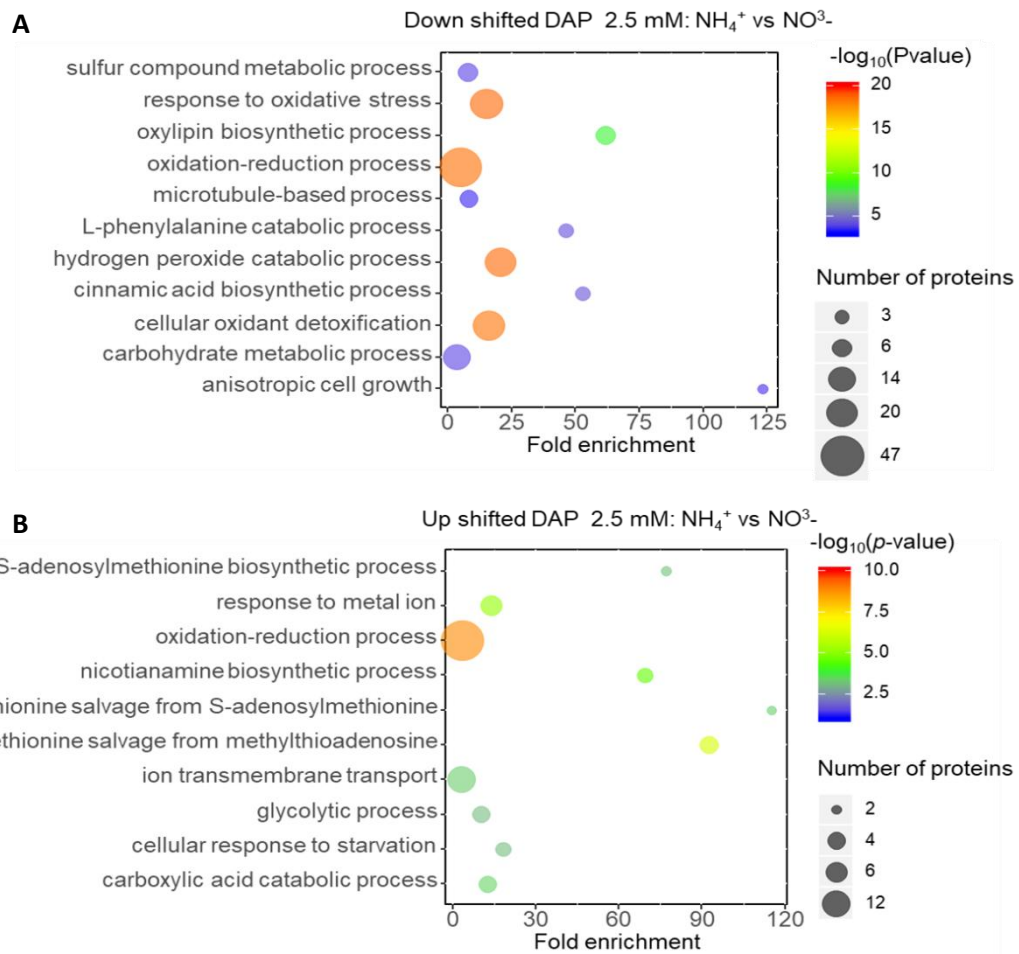 A
Down shifted DAP 2.5 mM: NH₄⁺ vs NO³-
sulfur compound metabolic process
response to oxidative stress
oxylipin biosynthetic process
oxidation-reduction process
microtubule-based process
L-phenylalanine catabolic process
hydrogen peroxide catabolic process
cinnamic acid biosynthetic process
cellular oxidant detoxification
carbohydrate metabolic process
anisotropic cell growth
0 25 50 75 100 125
Fold enrichment
-log₁₀(Pvalue)
20
15
10
5
Number of proteins
3
6
14
20
47
B
Up shifted DAP 2.5 mM: NH₄⁺ vs NO³-
S-adenosylmethionine biosynthetic process
response to metal ion
oxidation-reduction process
nicotianamine biosynthetic process
salvage from S-adenosylmethionine
salvage from methylthioadenosine
ion transmembrane transport
glycolytic process
cellular response to starvation
carboxylic acid catabolic process
0 30 60 90 120
Fold enrichment
-log₁₀(p-value)
10.0
7.5
5.0
2.5
Number of proteins
2
4
6
12